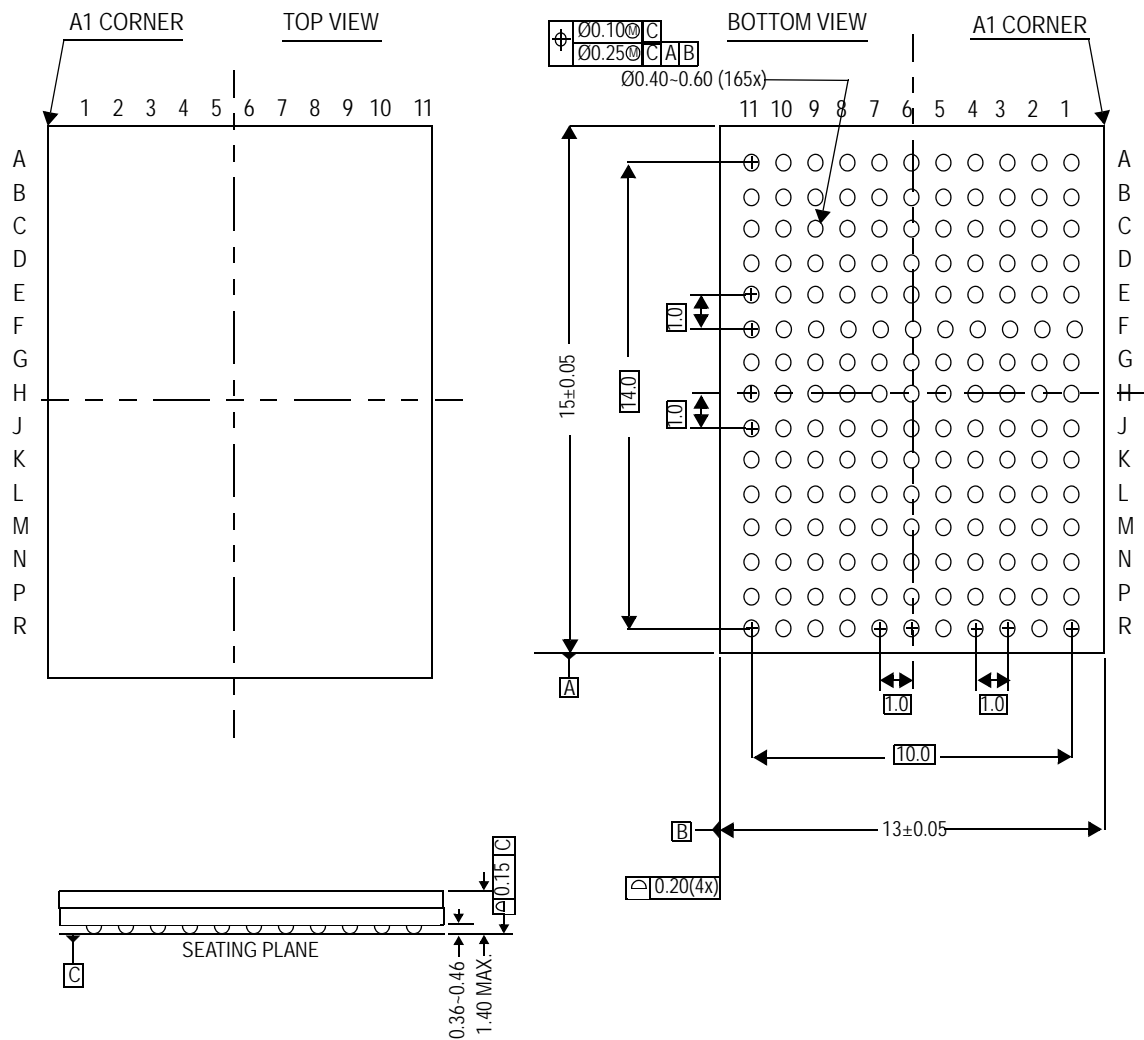 A1 CORNER
TOP VIEW
1 2 3 4 5 6 7 8 9 10 11
A
B
C
D
E
F
G
H
J
K
L
M
N
P
R
Ø0.10Ⓜ C
Ø0.25Ⓜ C A B
BOTTOM VIEW
A1 CORNER
Ø0.40~0.60 (165x)
11 10 9 8 7 6 5 4 3 2 1
A
B
C
D
E
F
G
H
J
K
L
M
N
P
R
1.0
1.0
14.0
15±0.05
A
1.0
1.0
10.0
B
13±0.05
0.20(4x)
0.15 C
SEATING PLANE
C
0.36~0.46
1.40 MAX.